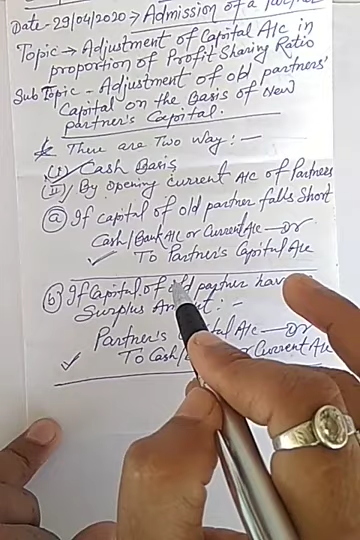 Date-29/04/2020 → Admission of a Partner
Topic → Adjustment of Capital A/c in
proportion of Profit Sharing Ratio
Sub Topic - Adjustment of old partners'
Capital on the Basis of New
partner's Capital.
* There are Two Way : —
(I) Cash Basis
(II) By opening current A/c of Partners
(a) If capital of old partner falls Short
Cash/Bank A/c or Current A/c — Dr
✓ To Partner's Capital A/c
(b) If Capital of old partner have
Surplus : -
Partner's A/c — Dr
✓ To Cash/ or Current A/c